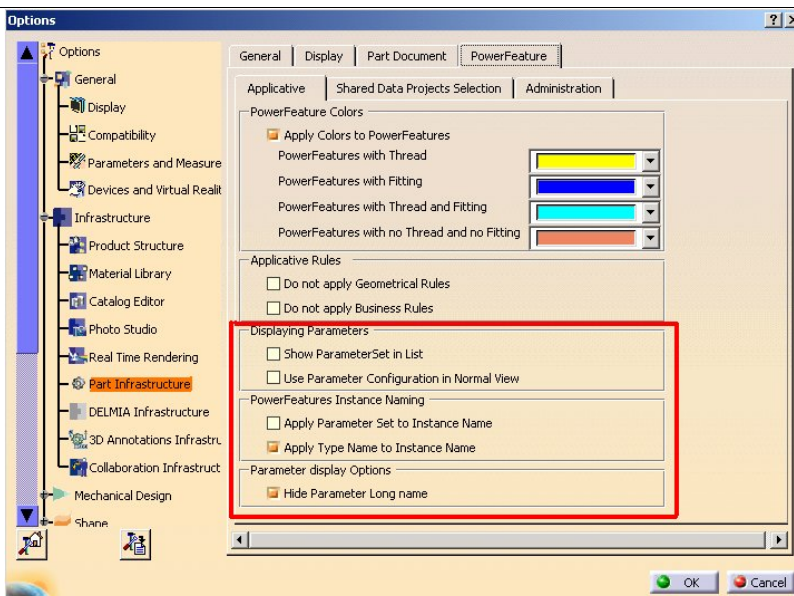 Options
Options
General
Display
Compatibility
Parameters and Measure
Devices and Virtual Realit
Infrastructure
Product Structure
Material Library
Catalog Editor
Photo Studio
Real Time Rendering
Part Infrastructure
DELMIA Infrastructure
3D Annotations Infrastru
Collaboration Infrastruct
Mechanical Design
Shape
General Display Part Document PowerFeature
Applicative Shared Data Projects Selection Administration
PowerFeature Colors
Apply Colors to PowerFeatures
PowerFeatures with Thread
PowerFeatures with Fitting
PowerFeatures with Thread and Fitting
PowerFeatures with no Thread and no Fitting
Applicative Rules
Do not apply Geometrical Rules
Do not apply Business Rules
Displaying Parameters
Show ParameterSet in List
Use Parameter Configuration in Normal View
PowerFeatures Instance Naming
Apply Parameter Set to Instance Name
Apply Type Name to Instance Name
Parameter display Options
Hide Parameter Long name
OK Cancel